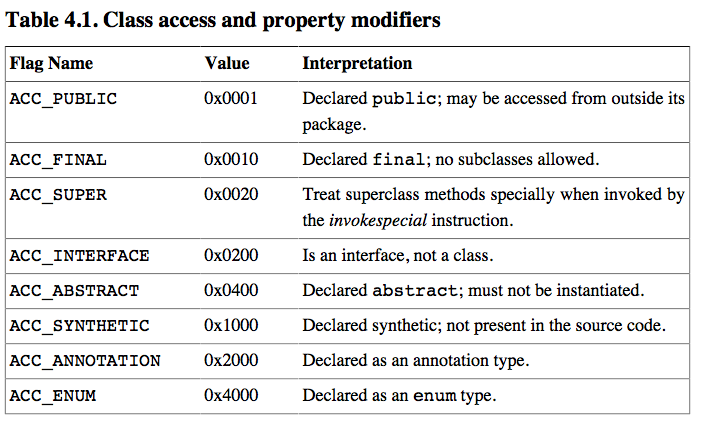 Table 4.1. Class access and property modifiers
Flag Name Value Interpretation
ACC_PUBLIC 0x0001 Declared public; may be accessed from outside its
package.
ACC_FINAL 0x0010 Declared final; no subclasses allowed.
ACC_SUPER 0x0020 Treat superclass methods specially when invoked by
the invokespecial instruction.
ACC_INTERFACE 0x0200 Is an interface, not a class.
ACC_ABSTRACT 0x0400 Declared abstract; must not be instantiated.
ACC_SYNTHETIC 0x1000 Declared synthetic; not present in the source code.
ACC_ANNOTATION 0x2000 Declared as an annotation type.
ACC_ENUM 0x4000 Declared as an enum type.